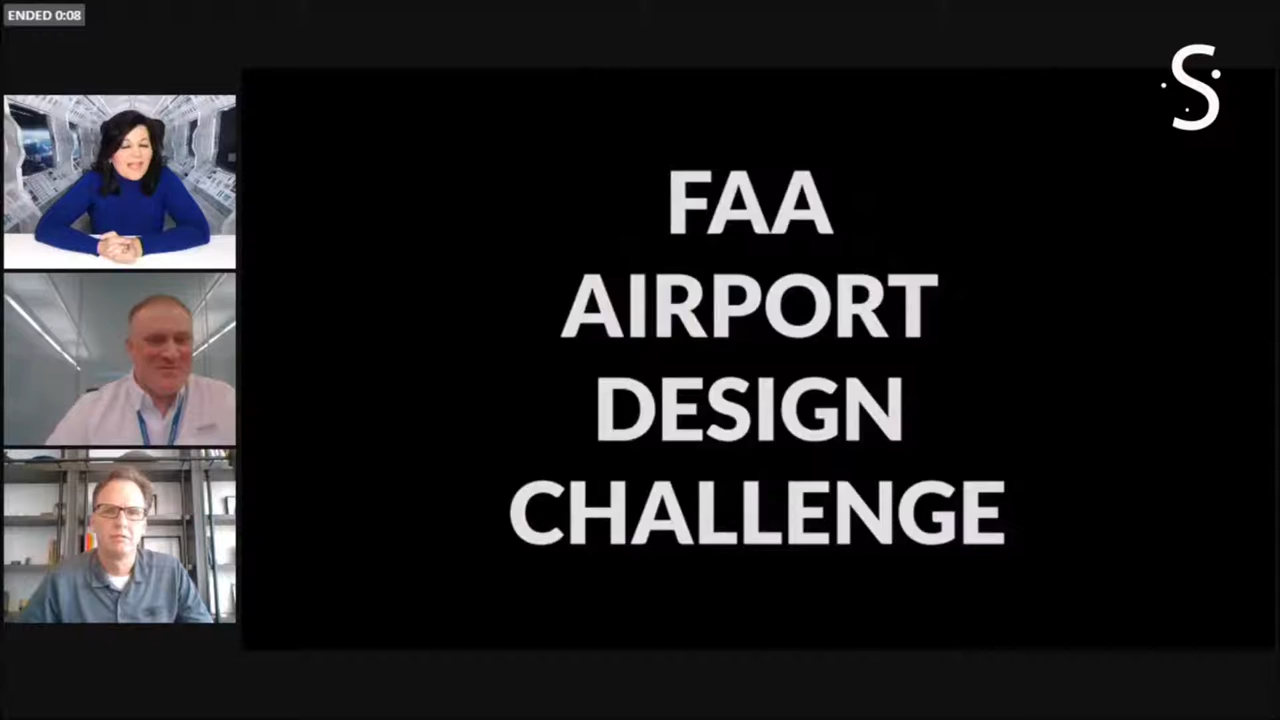 ENDED 0:08
S
FAA
AIRPORT
DESIGN
CHALLENGE